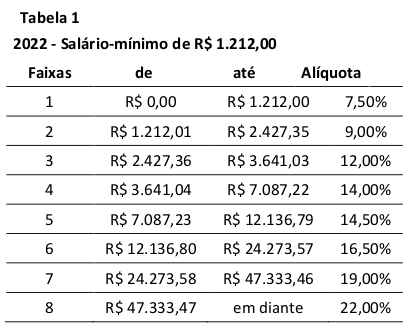 Tabela 1
2022 - Salário-mínimo de R$ 1.212,00
Faixas de até Alíquota
1 R$ 0,00 R$ 1.212,00 7,50%
2 R$ 1.212,01 R$ 2.427,35 9,00%
3 R$ 2.427,36 R$ 3.641,03 12,00%
4 R$ 3.641,04 R$ 7.087,22 14,00%
5 R$ 7.087,23 R$ 12.136,79 14,50%
6 R$ 12.136,80 R$ 24.273,57 16,50%
7 R$ 24.273,58 R$ 47.333,46 19,00%
8 R$ 47.333,47 em diante 22,00%